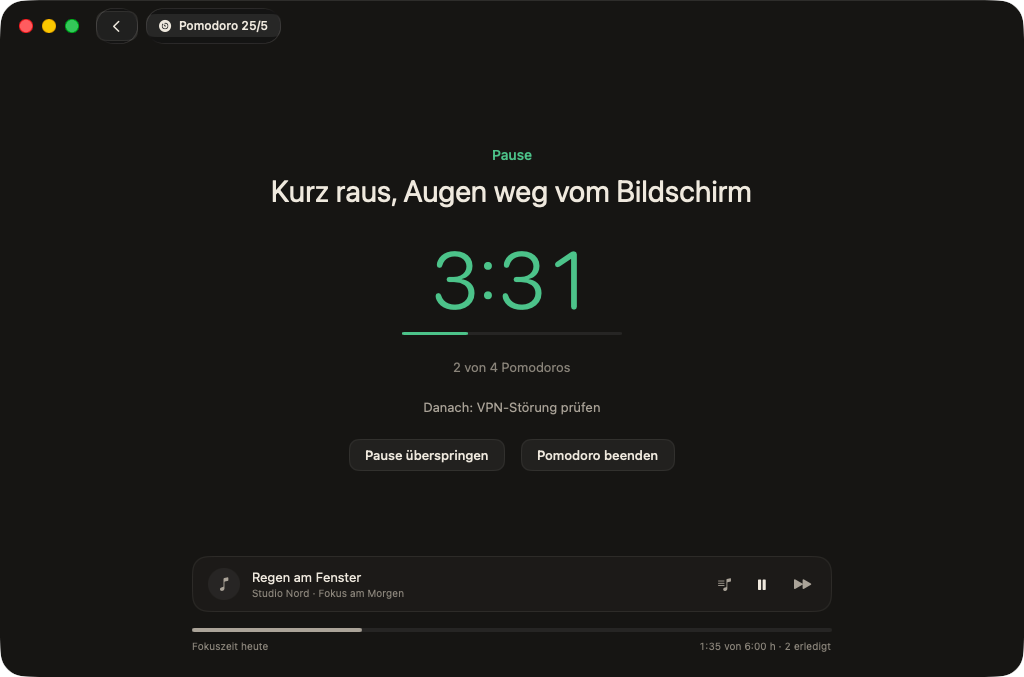 Pomodoro 25/5
Pause
Kurz raus, Augen weg vom Bildschirm
3:31
2 von 4 Pomodoros
Danach: VPN-Störung prüfen
Pause überspringen
Pomodoro beenden
Regen am Fenster
Studio Nord · Fokus am Morgen
Fokuszeit heute
1:35 von 6:00 h · 2 erledigt